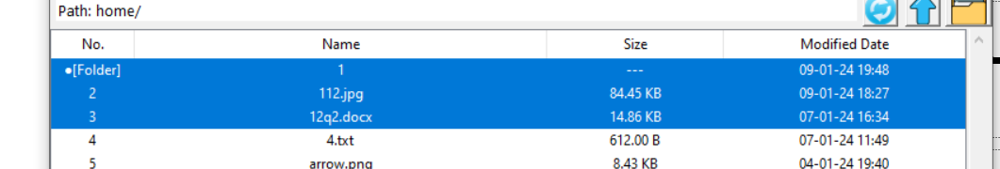 Path: home/
No. Name Size Modified Date
●[Folder] 1 --- 09-01-24 19:48
2 112.jpg 84.45 KB 09-01-24 18:27
3 12q2.docx 14.86 KB 07-01-24 16:34
4 4.txt 612.00 B 07-01-24 11:49
5 arrow.png 8.43 KB 04-01-24 19:40